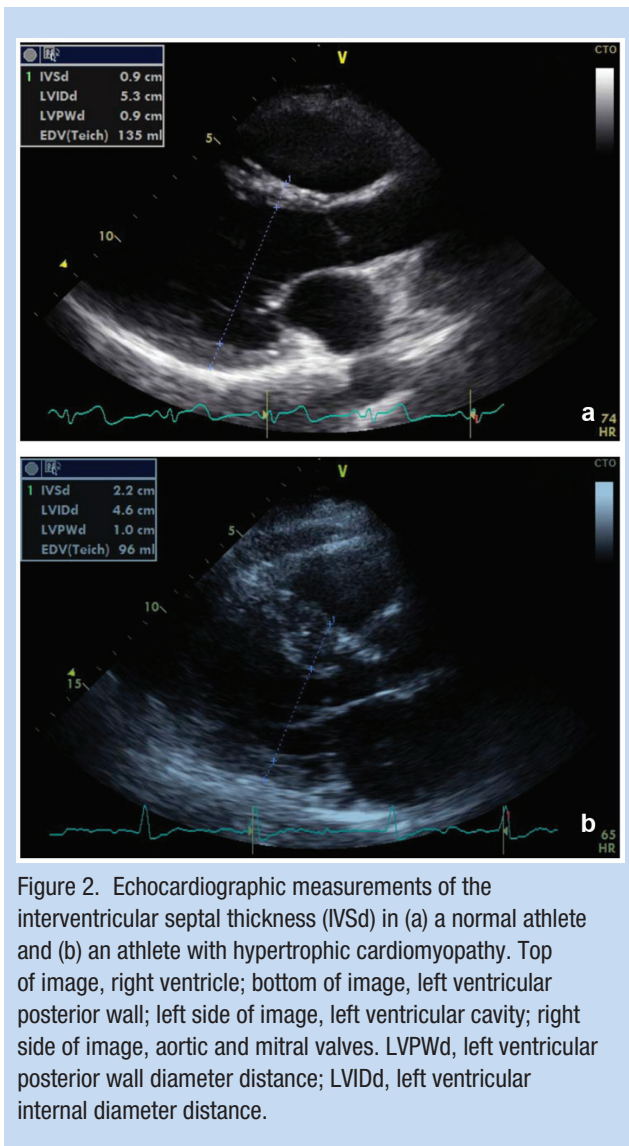 V
CTO
1 IVSd 0.9 cm
LVIDd 5.3 cm
LVPWd 0.9 cm
EDV(Teich) 135 ml
5
1
10
a
74
HR
V
CTO
1 IVSd 2.2 cm
LVIDd 4.6 cm
LVPWd 1.0 cm
EDV(Teich) 96 ml
5
10
1
15
b
65
HR
Figure 2. Echocardiographic measurements of the
interventricular septal thickness (IVSd) in (a) a normal athlete
and (b) an athlete with hypertrophic cardiomyopathy. Top
of image, right ventricle; bottom of image, left ventricular
posterior wall; left side of image, left ventricular cavity; right
side of image, aortic and mitral valves. LVPWd, left ventricular
posterior wall diameter distance; LVIDd, left ventricular
internal diameter distance.